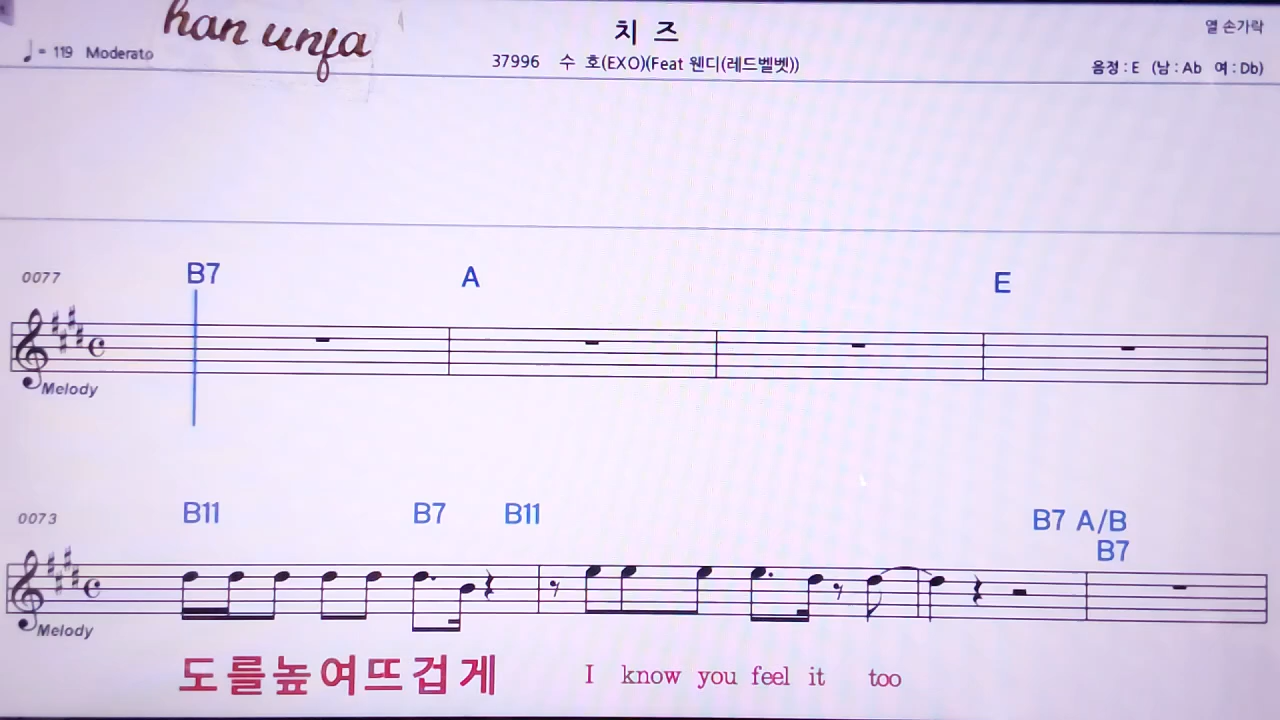 han unja
치 즈
열 손가락
♩= 119 Moderato
37996 수 호(EXO)(Feat 웬디(레드벨벳))
음정 : E (남 : Ab 여 : Db)
0077
B7 A E
Melody
0073
B11 B7 B11 B7 A/B
B7
Melody
도를높여뜨겁게 I know you feel it too